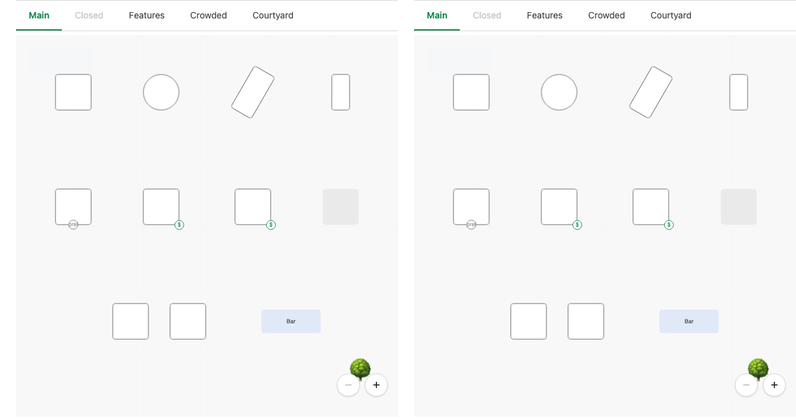 Main Closed Features Crowded Courtyard
Main Closed Features Crowded Courtyard
$ $
$ $
Bar
Bar
− +
− +